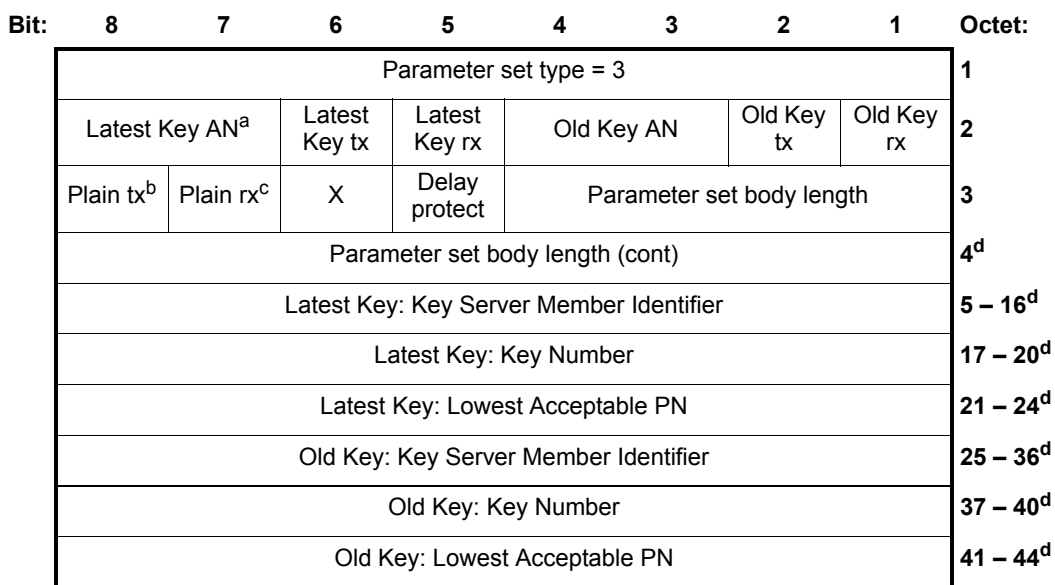 Bit: 8 7 6 5 4 3 2 1 Octet:
Parameter set type = 3 1
Latest Key ANa Latest Key tx Latest Key rx Old Key AN Old Key tx Old Key rx 2
Plain txb Plain rxc X Delay protect Parameter set body length 3
Parameter set body length (cont) 4d
Latest Key: Key Server Member Identifier 5 – 16d
Latest Key: Key Number 17 – 20d
Latest Key: Lowest Acceptable PN 21 – 24d
Old Key: Key Server Member Identifier 25 – 36d
Old Key: Key Number 37 – 40d
Old Key: Lowest Acceptable PN 41 – 44d